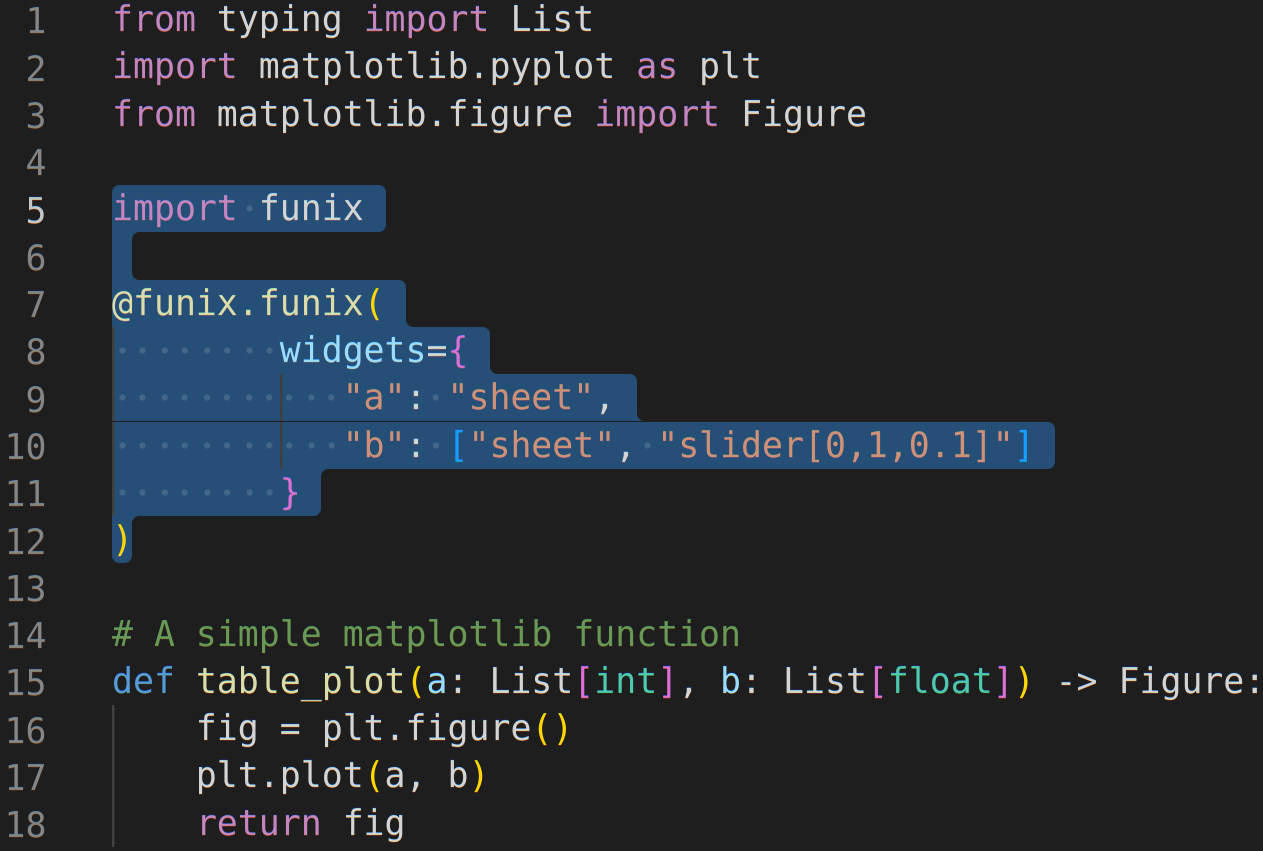 1 from typing import List
2 import matplotlib.pyplot as plt
3 from matplotlib.figure import Figure
4
5 import funix
6
7 @funix.funix(
8         widgets={
9            "a": "sheet",
10            "b": ["sheet", "slider[0,1,0.1]"]
11         }
12 )
13
14 # A simple matplotlib function
15 def table_plot(a: List[int], b: List[float]) -> Figure:
16     fig = plt.figure()
17     plt.plot(a, b)
18     return fig